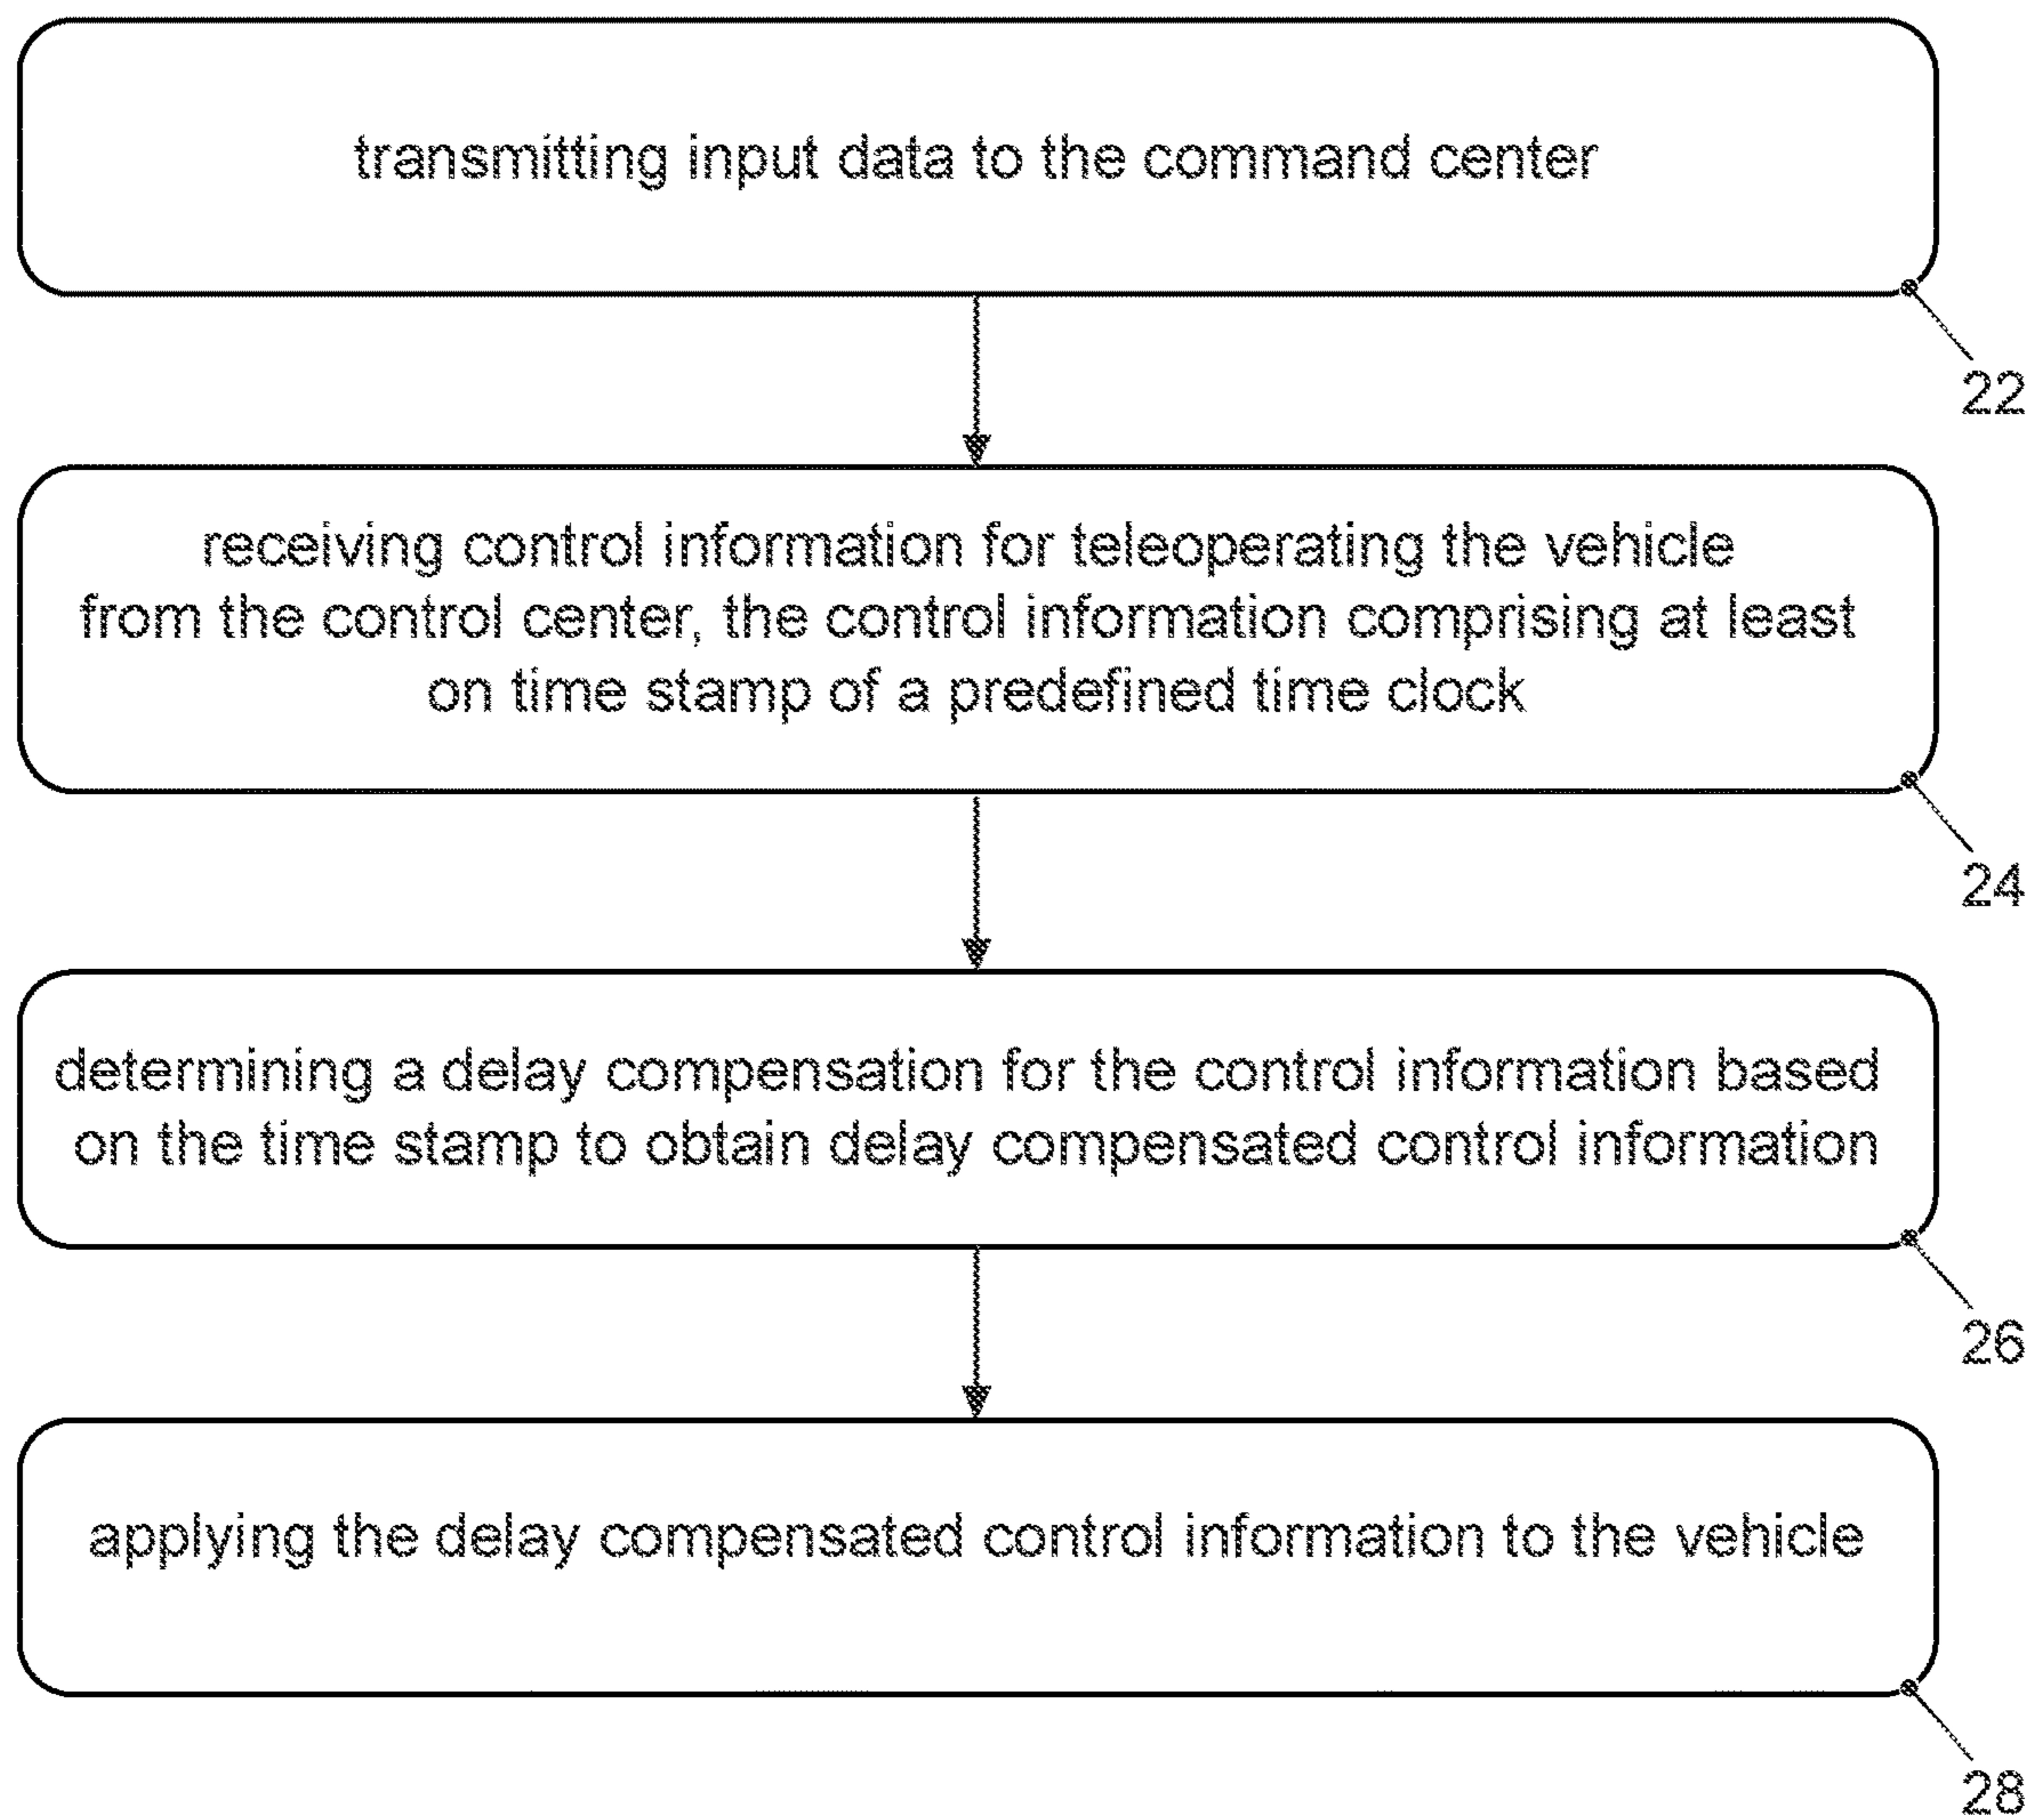 transmitting input data to the command center
22
receiving control information for teleoperating the vehicle
from the control center, the control information comprising at least
on time stamp of a predefined time clock
24
determining a delay compensation for the control information based
on the time stamp to obtain delay compensated control information
26
applying the delay compensated control information to the vehicle
28